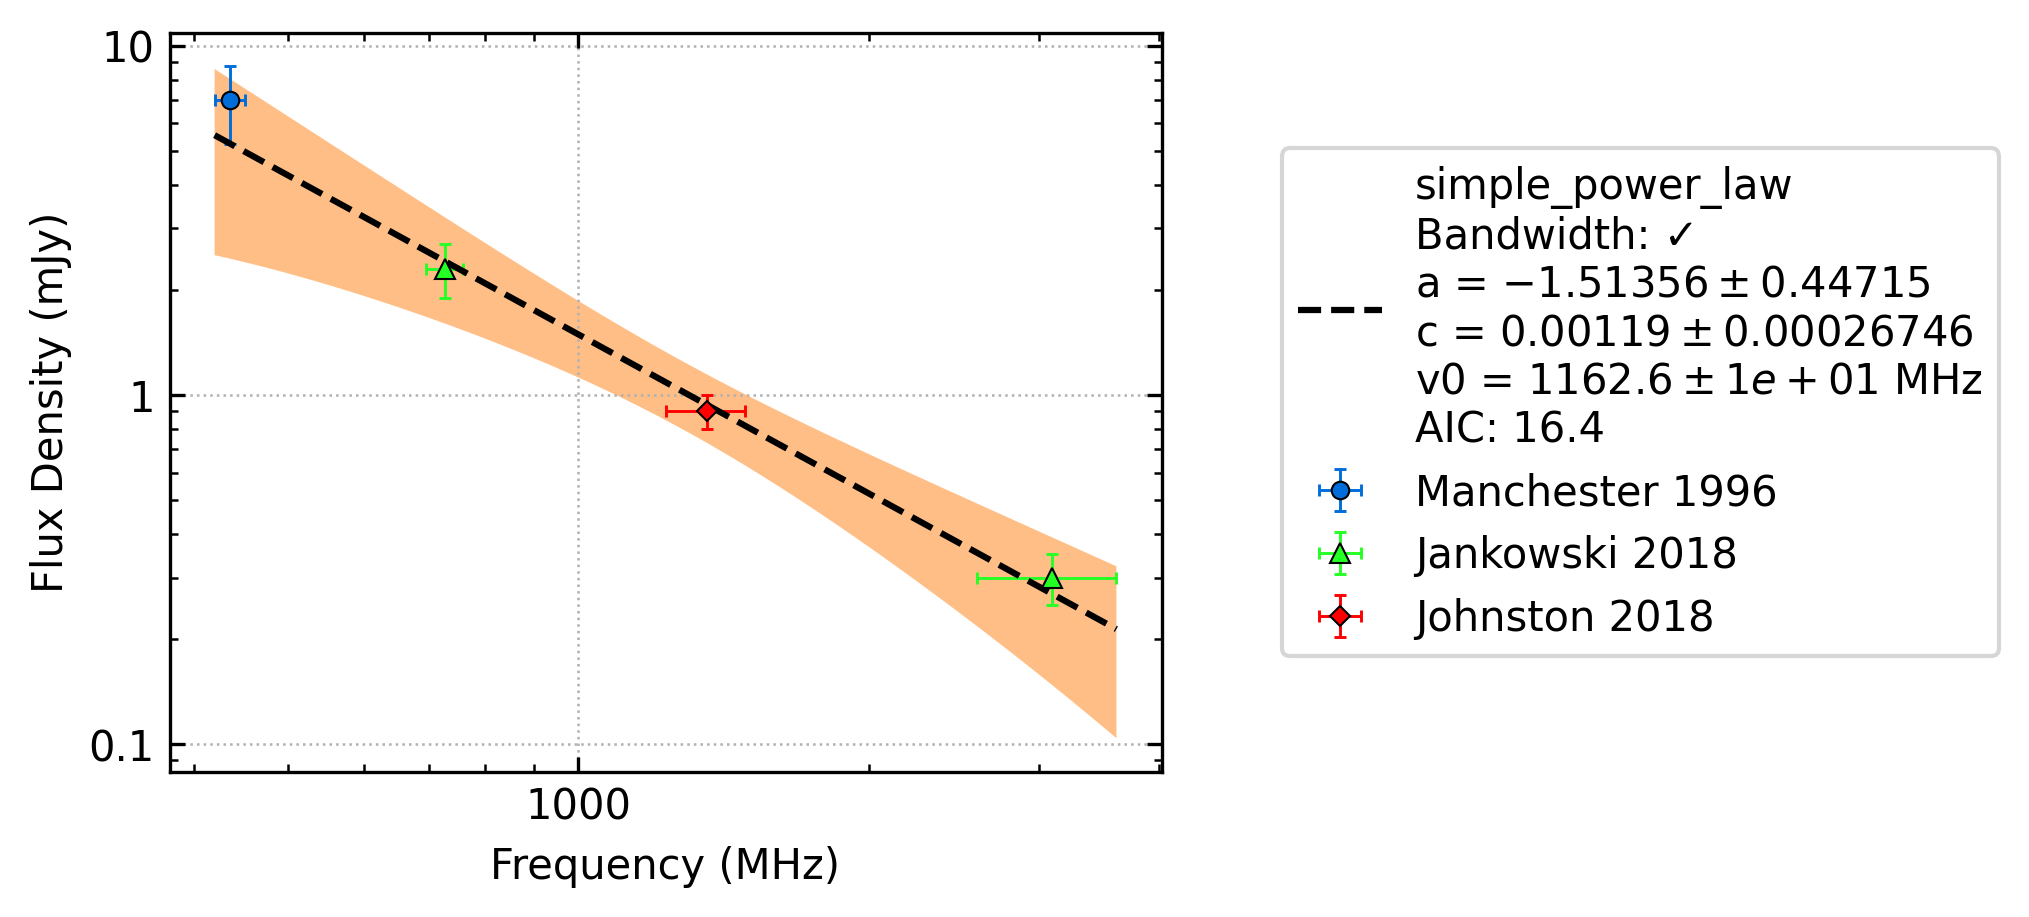 10
1
0.1
Flux Density (mJy)
1000
Frequency (MHz)
simple_power_law
Bandwidth: ✓
a = −1.51356 ± 0.44715
c = 0.00119 ± 0.00026746
v0 = 1162.6 ± 1e + 01 MHz
AIC: 16.4
Manchester 1996
Jankowski 2018
Johnston 2018